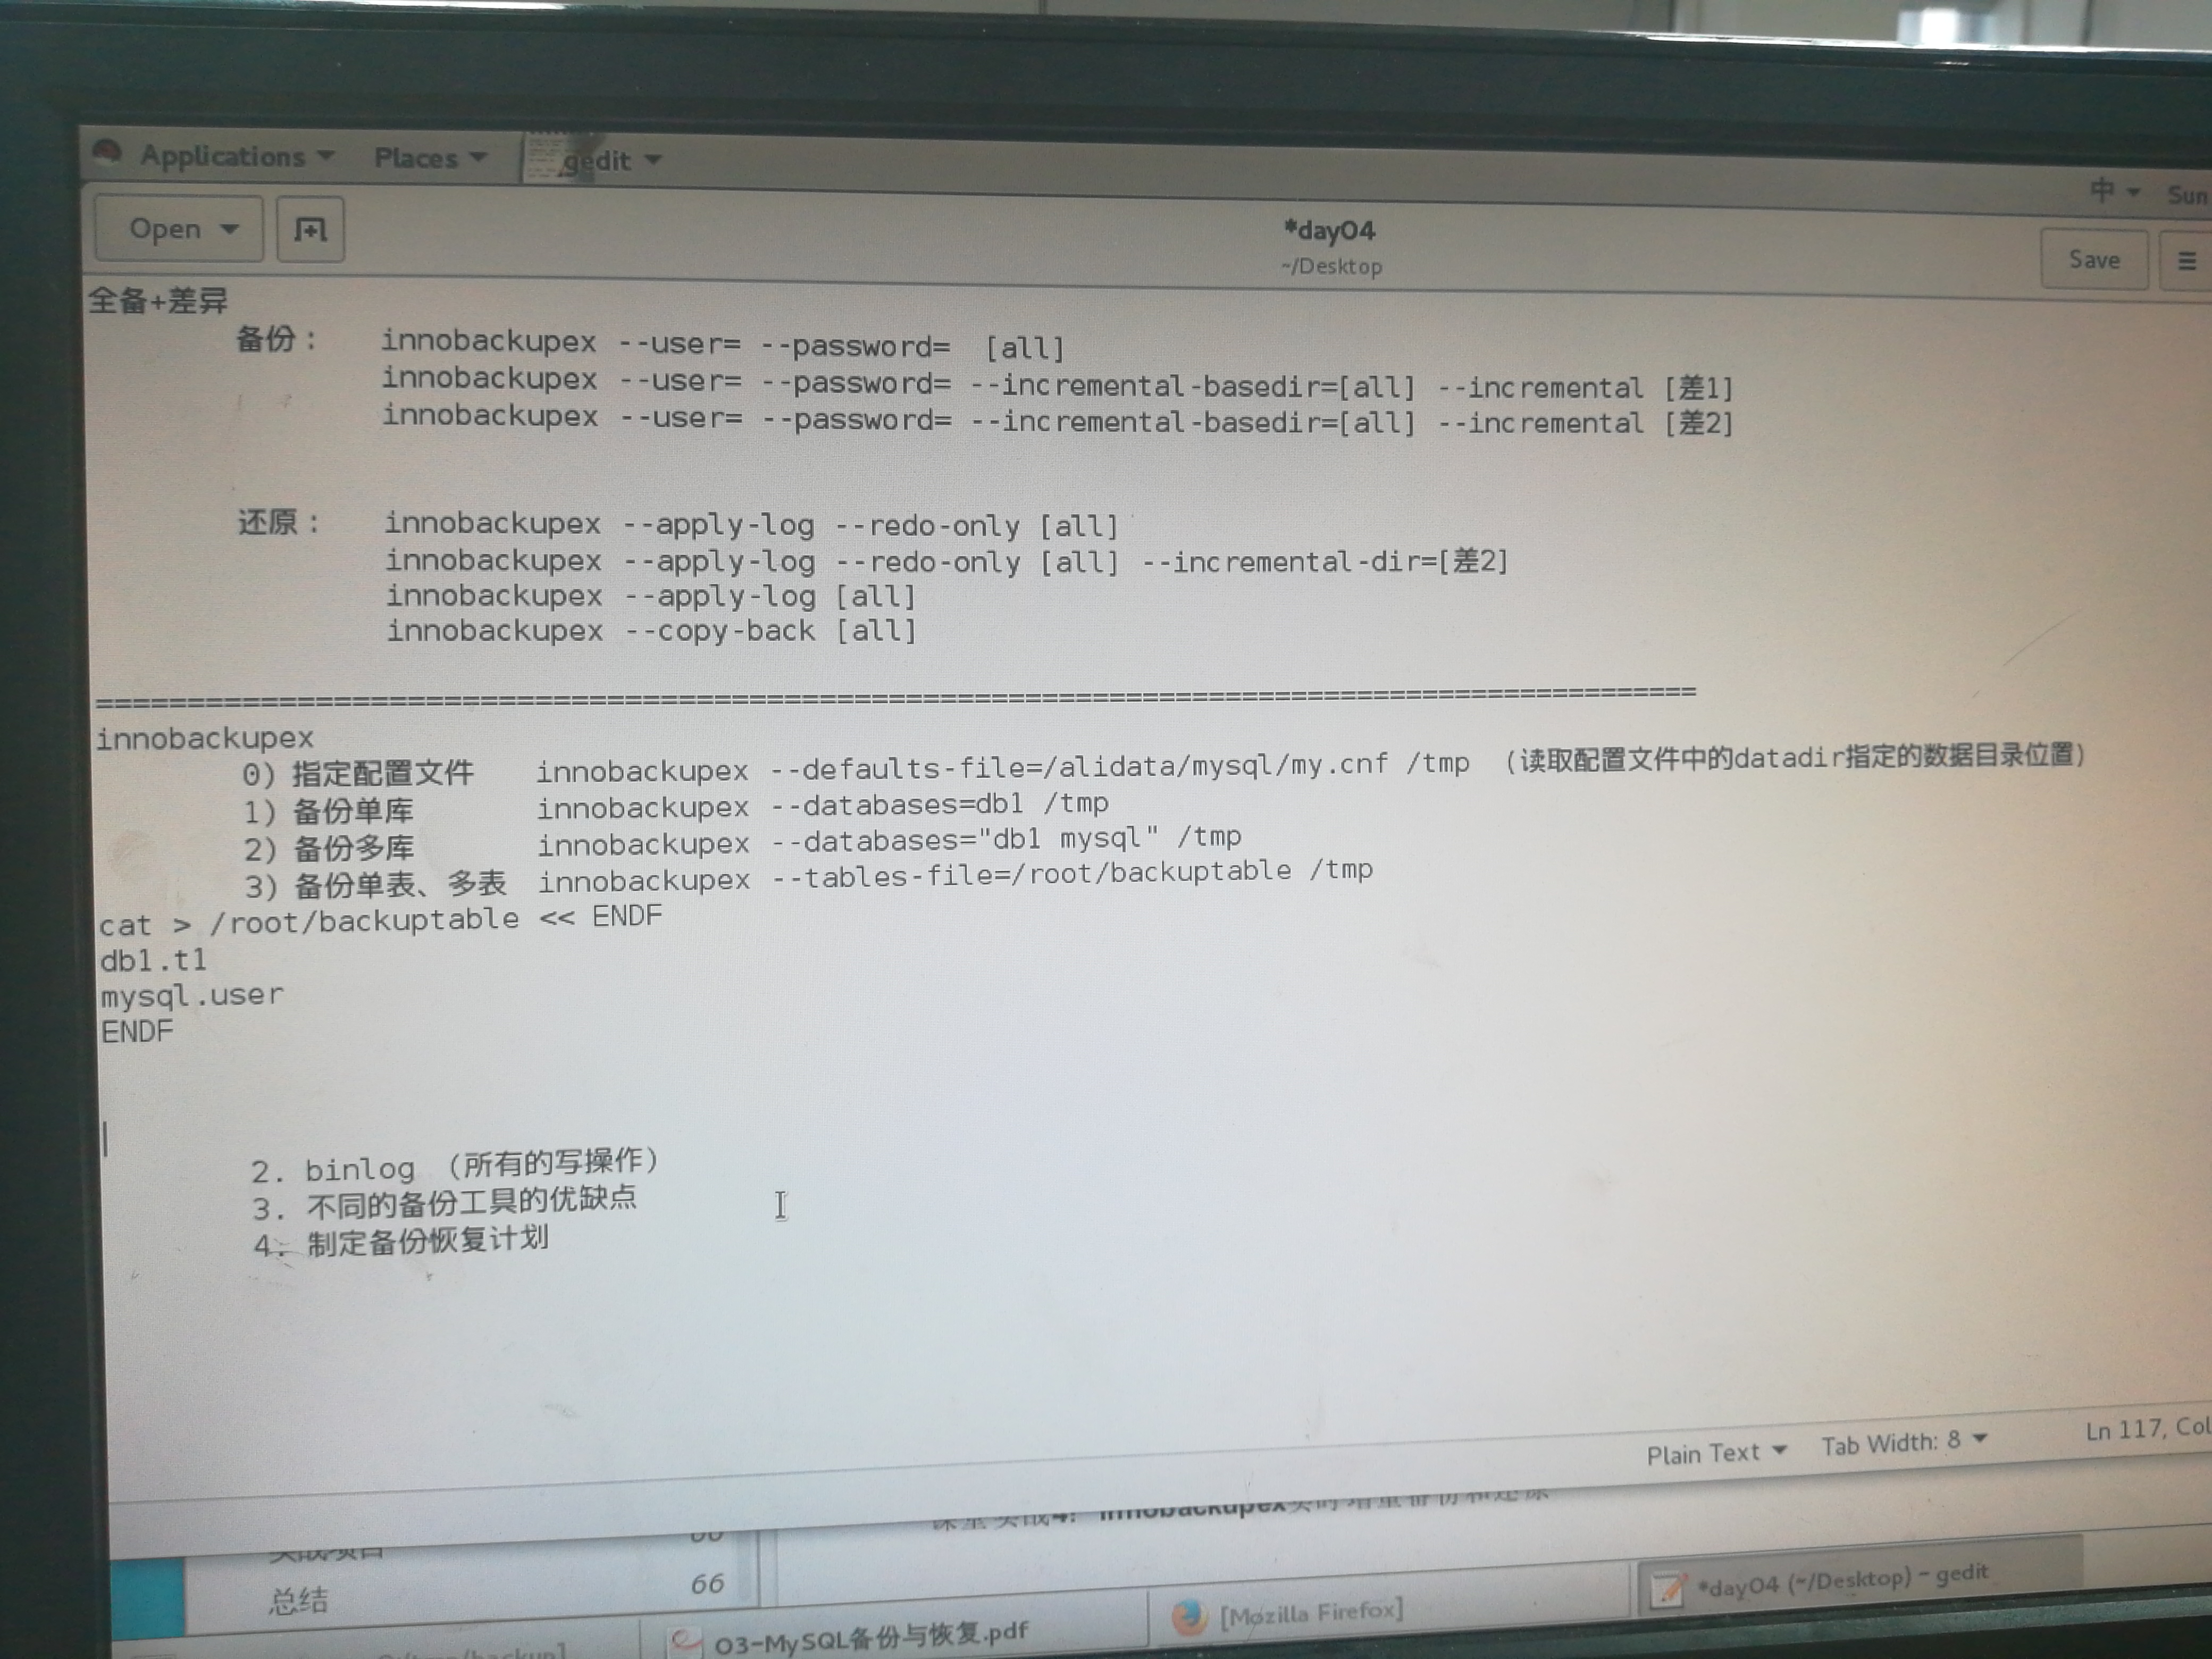 Applications Places gedit
中 Sun
Open *day04 Save
~/Desktop
全备+差异
备份： innobackupex --user= --password= [all]
innobackupex --user= --password= --incremental-basedir=[all] --incremental [差1]
innobackupex --user= --password= --incremental-basedir=[all] --incremental [差2]
还原： innobackupex --apply-log --redo-only [all]
innobackupex --apply-log --redo-only [all] --incremental-dir=[差2]
innobackupex --apply-log [all]
innobackupex --copy-back [all]
innobackupex
0) 指定配置文件 innobackupex --defaults-file=/alidata/mysql/my.cnf /tmp （读取配置文件中的datadir指定的数据目录位置）
1) 备份单库 innobackupex --databases=db1 /tmp
2) 备份多库 innobackupex --databases="db1 mysql" /tmp
3) 备份单表、多表 innobackupex --tables-file=/root/backuptable /tmp
cat > /root/backuptable << ENDF
db1.t1
mysql.user
ENDF
2. binlog （所有的写操作）
3. 不同的备份工具的优缺点
4. 制定备份恢复计划
Plain Text Tab Width: 8 Ln 117, Col
总结 66
03-MySQL备份与恢复.pdf
[Mozilla Firefox]
*day04 (~/Desktop) - gedit